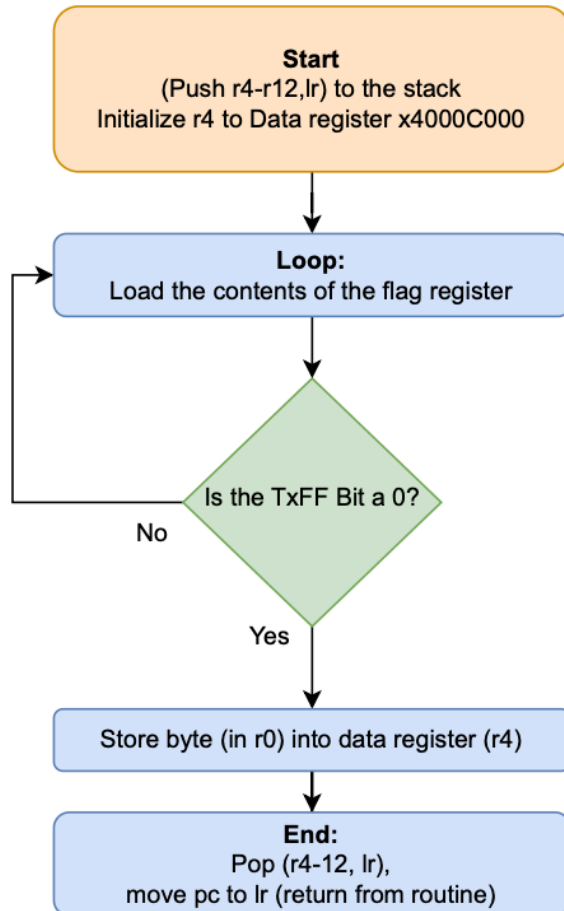 Start
(Push r4-r12,lr) to the stack
Initialize r4 to Data register x4000C000
Loop:
Load the contents of the flag register
Is the TxFF Bit a 0?
No
Yes
Store byte (in r0) into data register (r4)
End:
Pop (r4-12, lr),
move pc to lr (return from routine)